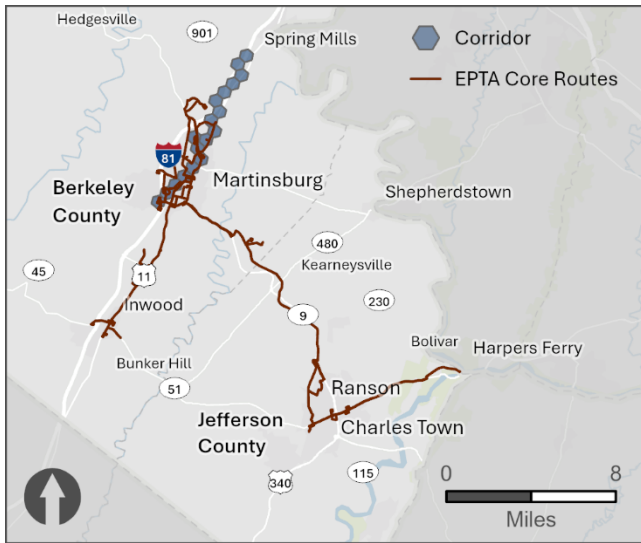 Hedgesville
901
Spring Mills
Corridor
EPTA Core Routes
81
Martinsburg
Berkeley
County
Shepherdstown
480
Kearneysville
45
11
230
Inwood
9
Bolivar
Harpers Ferry
Bunker Hill
51
Ranson
Jefferson
County
Charles Town
115
340
0
8
Miles